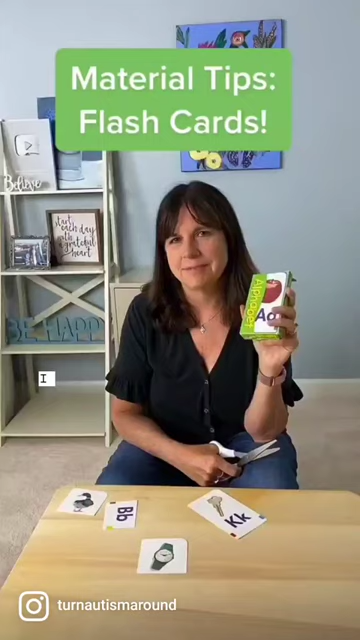 Material Tips:
Flash Cards!
Believe
start
each day
with a
grateful
heart
BE HAPPY
Alphabet
Aa
Bb
Kk
turnautismaround